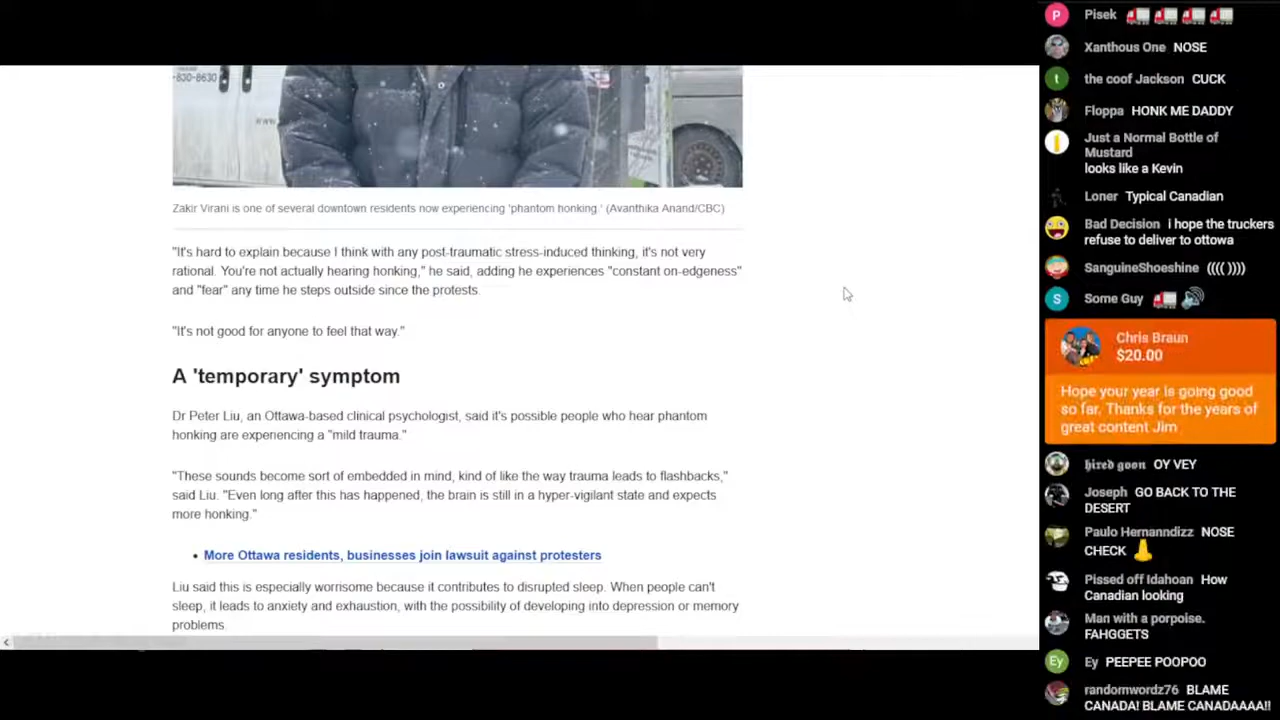 -830-8630
www
Zakir Virani is one of several downtown residents now experiencing 'phantom honking.' (Avanthika Anand/CBC)
"It's hard to explain because I think with any post-traumatic stress-induced thinking, it's not very
rational. You're not actually hearing honking," he said, adding he experiences "constant on-edgeness"
and "fear" any time he steps outside since the protests.
"It's not good for anyone to feel that way."
A 'temporary' symptom
Dr Peter Liu, an Ottawa-based clinical psychologist, said it's possible people who hear phantom
honking are experiencing a "mild trauma."
"These sounds become sort of embedded in mind, kind of like the way trauma leads to flashbacks,"
said Liu. "Even long after this has happened, the brain is still in a hyper-vigilant state and expects
more honking."
• More Ottawa residents, businesses join lawsuit against protesters
Liu said this is especially worrisome because it contributes to disrupted sleep. When people can't
sleep, it leads to anxiety and exhaustion, with the possibility of developing into depression or memory
problems.
P Pisek 🚚🚚🚚🚚
Xanthous One NOSE
t the coof Jackson CUCK
Floppa HONK ME DADDY
Just a Normal Bottle of
Mustard
looks like a Kevin
Loner Typical Canadian
Bad Decision i hope the truckers
refuse to deliver to ottowa
SanguineShoeshine (((( ))))
S Some Guy 🚚🔊
Chris Braun
$20.00
Hope your year is going good
so far. Thanks for the years of
great content Jim
hired goon OY VEY
Joseph GO BACK TO THE
DESERT
Paulo Hernanndizz NOSE
CHECK 👃
Pissed off Idahoan How
Canadian looking
Man with a porpoise.
FAHGGETS
Ey Ey PEEPEE POOPOO
randomwordz76 BLAME
CANADA! BLAME CANADAAAA!!